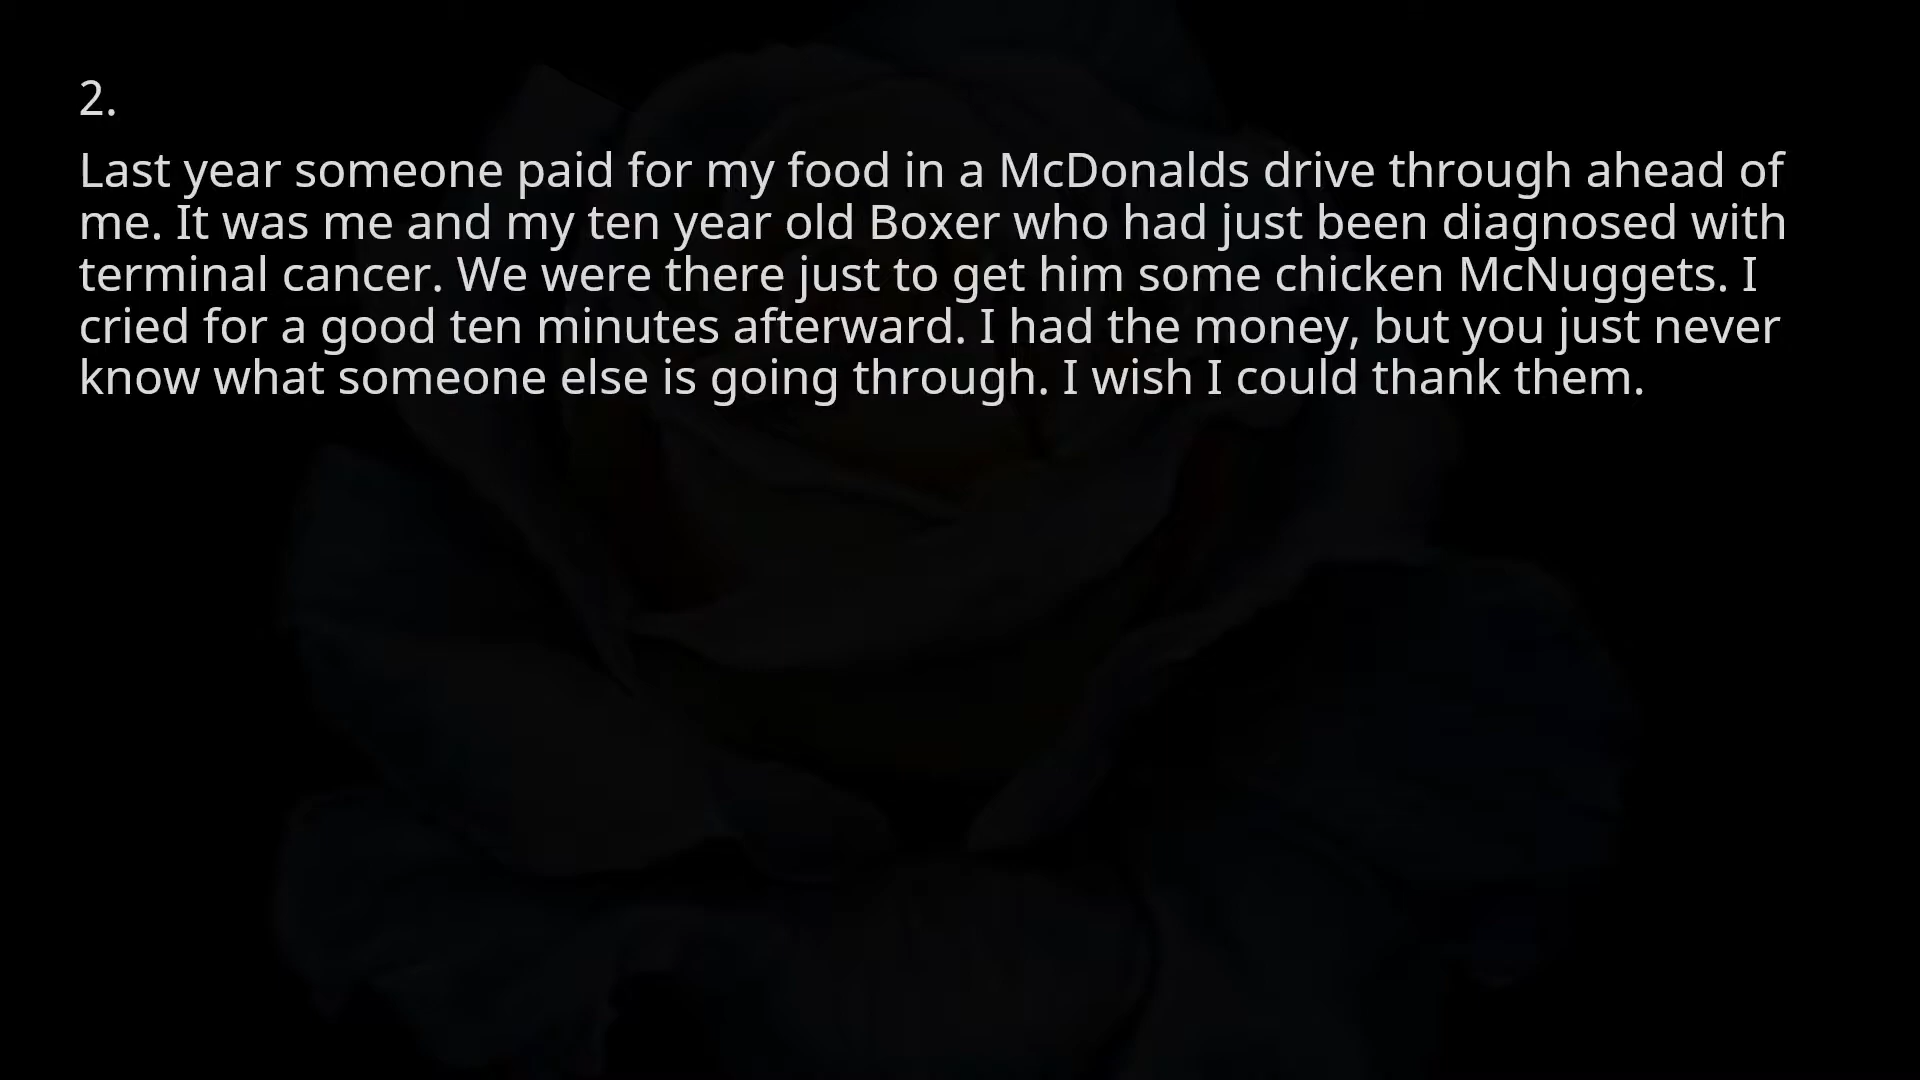 2.
Last year someone paid for my food in a McDonalds drive through ahead of
me. It was me and my ten year old Boxer who had just been diagnosed with
terminal cancer. We were there just to get him some chicken McNuggets. I
cried for a good ten minutes afterward. I had the money, but you just never
know what someone else is going through. I wish I could thank them.